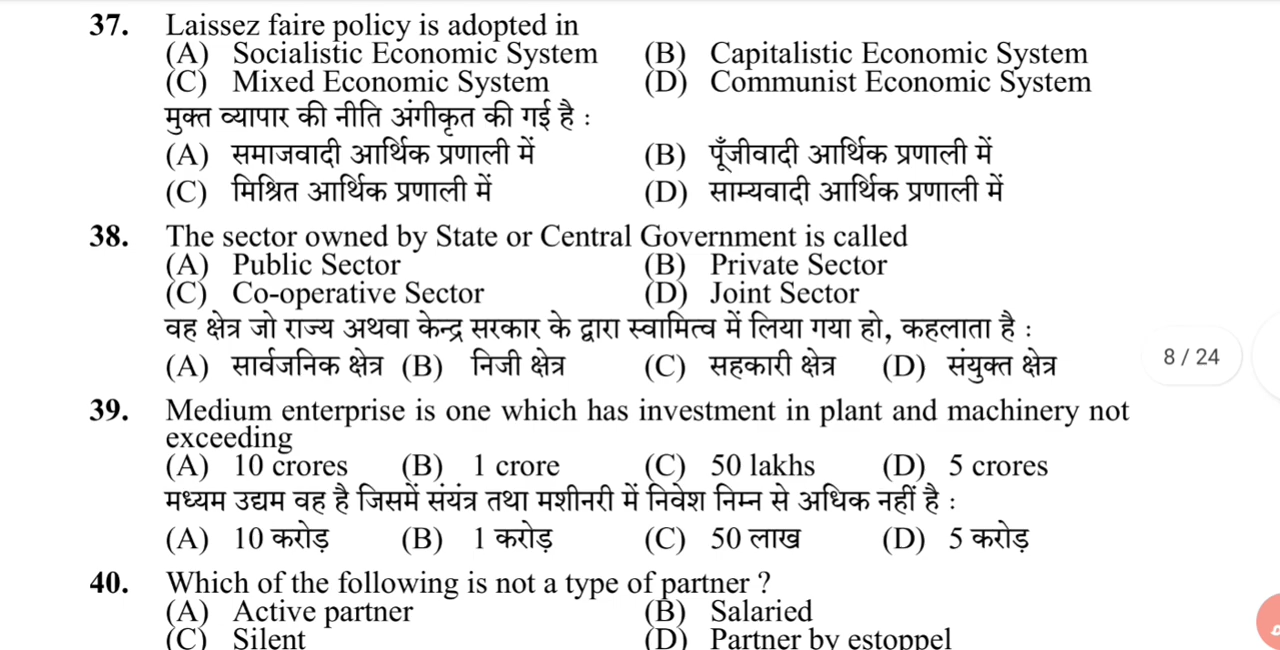 37. Laissez faire policy is adopted in
(A) Socialistic Economic System (B) Capitalistic Economic System
(C) Mixed Economic System (D) Communist Economic System
मुक्त व्यापार की नीति अंगीकृत की गई है :
(A) समाजवादी आर्थिक प्रणाली में (B) पूँजीवादी आर्थिक प्रणाली में
(C) मिश्रित आर्थिक प्रणाली में (D) साम्यवादी आर्थिक प्रणाली में
38. The sector owned by State or Central Government is called
(A) Public Sector (B) Private Sector
(C) Co-operative Sector (D) Joint Sector
वह क्षेत्र जो राज्य अथवा केन्द्र सरकार के द्वारा स्वामित्व में लिया गया हो, कहलाता है :
(A) सार्वजनिक क्षेत्र (B) निजी क्षेत्र (C) सहकारी क्षेत्र (D) संयुक्त क्षेत्र
8 / 24
39. Medium enterprise is one which has investment in plant and machinery not
exceeding
(A) 10 crores (B) 1 crore (C) 50 lakhs (D) 5 crores
मध्यम उद्यम वह है जिसमें संयंत्र तथा मशीनरी में निवेश निम्न से अधिक नहीं है :
(A) 10 करोड़ (B) 1 करोड़ (C) 50 लाख (D) 5 करोड़
40. Which of the following is not a type of partner ?
(A) Active partner (B) Salaried
(C) Silent (D) Partner by estoppel